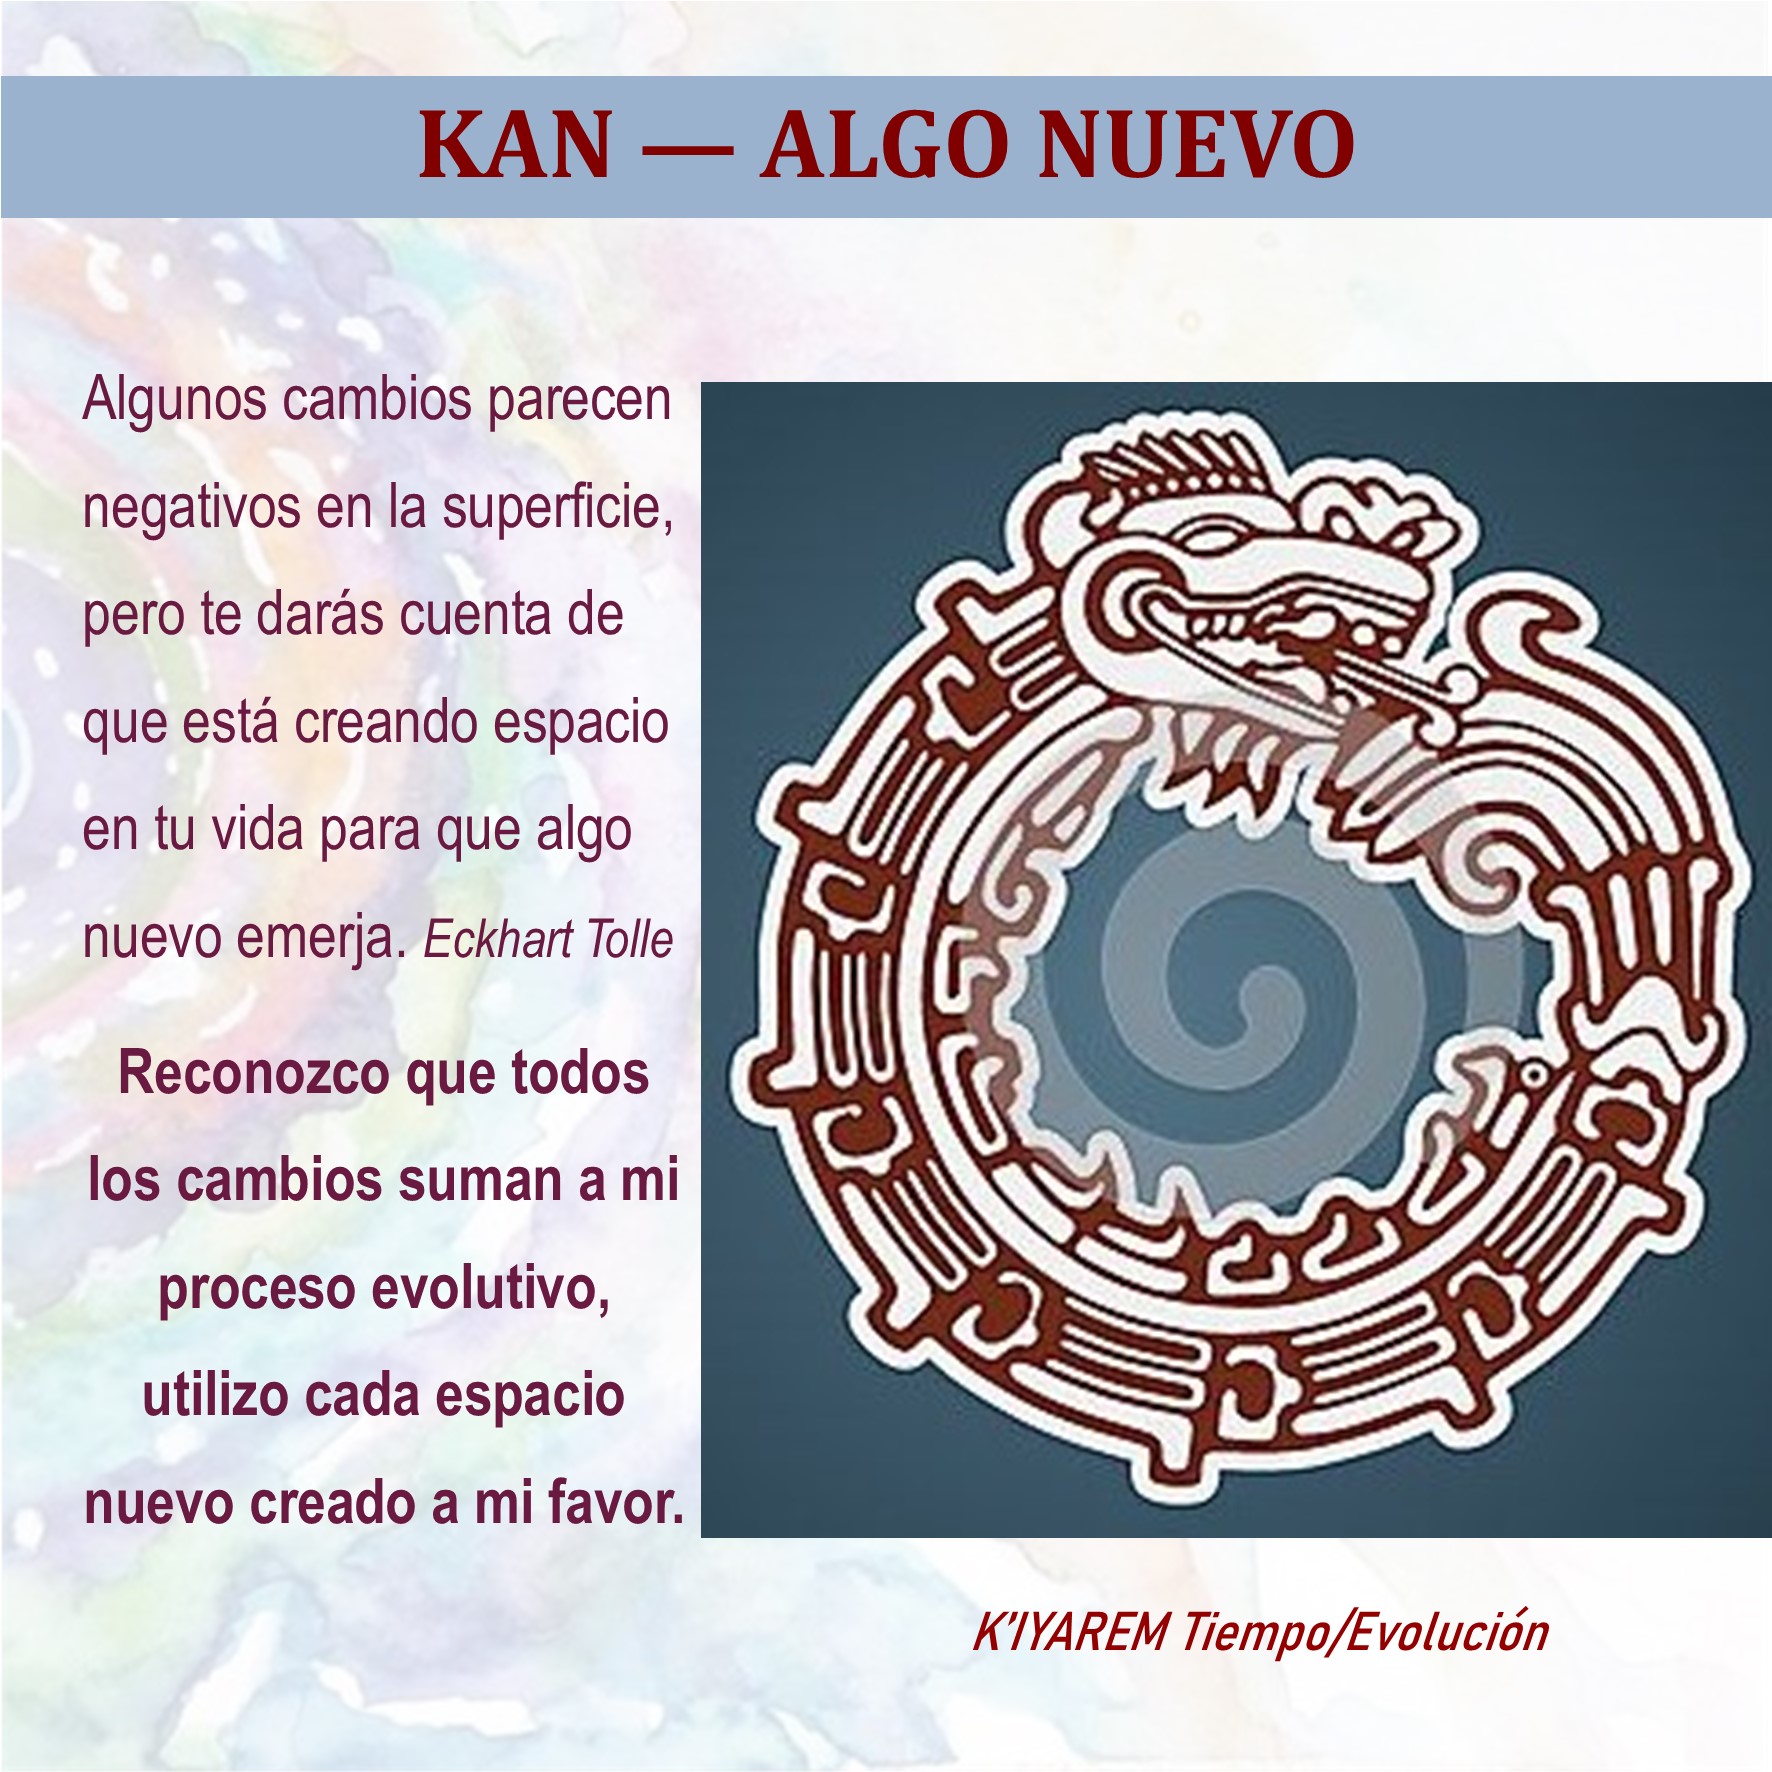 KAN — ALGO NUEVO
Algunos cambios parecen
negativos en la superficie,
pero te darás cuenta de
que está creando espacio
en tu vida para que algo
nuevo emerja. Eckhart Tolle
Reconozco que todos
los cambios suman a mi
proceso evolutivo,
utilizo cada espacio
nuevo creado a mi favor.
K’IYAREM Tiempo/Evolución